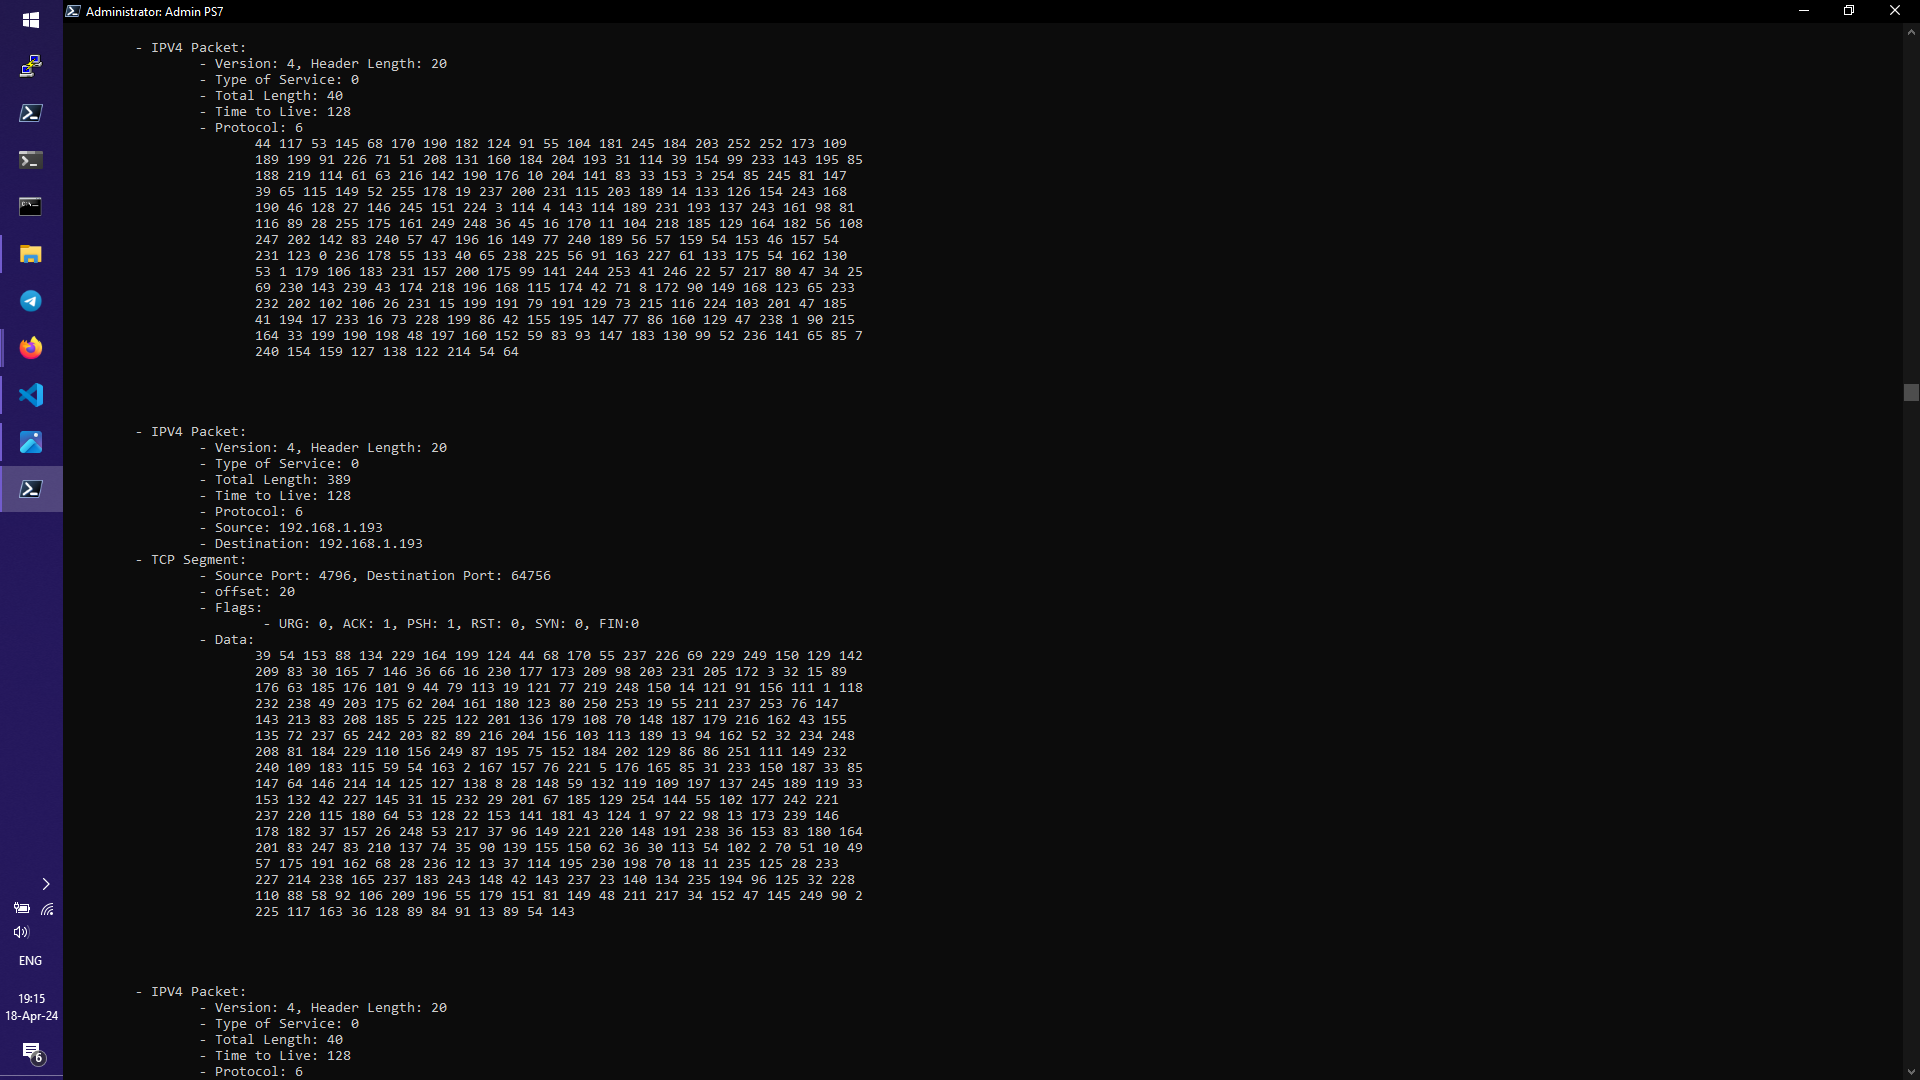 Administrator: Admin PS7
- IPV4 Packet:
- Version: 4, Header Length: 20
- Type of Service: 0
- Total Length: 40
- Time to Live: 128
- Protocol: 6
44 117 53 145 68 170 190 182 124 91 55 104 181 245 184 203 252 252 173 109
189 199 91 226 71 51 208 131 160 184 204 193 31 114 39 154 99 233 143 195 85
188 219 114 61 63 216 142 190 176 10 204 141 83 33 153 3 254 85 245 81 147
39 65 115 149 52 255 178 19 237 200 231 115 203 189 14 133 126 154 243 168
190 46 128 27 146 245 151 224 3 114 4 143 114 189 231 193 137 243 161 98 81
116 89 28 255 175 161 249 248 36 45 16 170 11 104 218 185 129 164 182 56 108
247 202 142 83 240 57 47 196 16 149 77 240 189 56 57 159 54 153 46 157 54
231 123 0 236 178 55 133 40 65 238 225 56 91 163 227 61 133 175 54 162 130
53 1 179 106 183 231 157 200 175 99 141 244 253 41 246 22 57 217 80 47 34 25
69 230 143 239 43 174 218 196 168 115 174 42 71 8 172 90 149 168 123 65 233
232 202 102 106 26 231 15 199 191 79 191 129 73 215 116 224 103 201 47 185
41 194 17 233 16 73 228 199 86 42 155 195 147 77 86 160 129 47 238 1 90 215
164 33 199 190 198 48 197 160 152 59 83 93 147 183 130 99 52 236 141 65 85 7
240 154 159 127 138 122 214 54 64
- IPV4 Packet:
- Version: 4, Header Length: 20
- Type of Service: 0
- Total Length: 389
- Time to Live: 128
- Protocol: 6
- Source: 192.168.1.193
- Destination: 192.168.1.193
- TCP Segment:
- Source Port: 4796, Destination Port: 64756
- offset: 20
- Flags:
- URG: 0, ACK: 1, PSH: 1, RST: 0, SYN: 0, FIN:0
- Data:
39 54 153 88 134 229 164 199 124 44 68 170 55 237 226 69 229 249 150 129 142
209 83 30 165 7 146 36 66 16 230 177 173 209 98 203 231 205 172 3 32 15 89
176 63 185 176 101 9 44 79 113 19 121 77 219 248 150 14 121 91 156 111 1 118
232 238 49 203 175 62 204 161 180 123 80 250 253 19 55 211 237 253 76 147
143 213 83 208 185 5 225 122 201 136 179 108 70 148 187 179 216 162 43 155
135 72 237 65 242 203 82 89 216 204 156 103 113 189 13 94 162 52 32 234 248
208 81 184 229 110 156 249 87 195 75 152 184 202 129 86 86 251 111 149 232
240 109 183 115 59 54 163 2 167 157 76 221 5 176 165 85 31 233 150 187 33 85
147 64 146 214 14 125 127 138 8 28 148 59 132 119 109 197 137 245 189 119 33
153 132 42 227 145 31 15 232 29 201 67 185 129 254 144 55 102 177 242 221
237 220 115 180 64 53 128 22 153 141 181 43 124 1 97 22 98 13 173 239 146
178 182 37 157 26 248 53 217 37 96 149 221 220 148 191 238 36 153 83 180 164
201 83 247 83 210 137 74 35 90 139 155 150 62 36 30 113 54 102 2 70 51 10 49
57 175 191 162 68 28 236 12 13 37 114 195 230 198 70 18 11 235 125 28 233
227 214 238 165 237 183 243 148 42 143 237 23 140 134 235 194 96 125 32 228
110 88 58 92 106 209 196 55 179 151 81 149 48 211 217 34 152 47 145 249 90 2
225 117 163 36 128 89 84 91 13 89 54 143
- IPV4 Packet:
- Version: 4, Header Length: 20
- Type of Service: 0
- Total Length: 40
- Time to Live: 128
- Protocol: 6
ENG
19:15
18-Apr-24
6